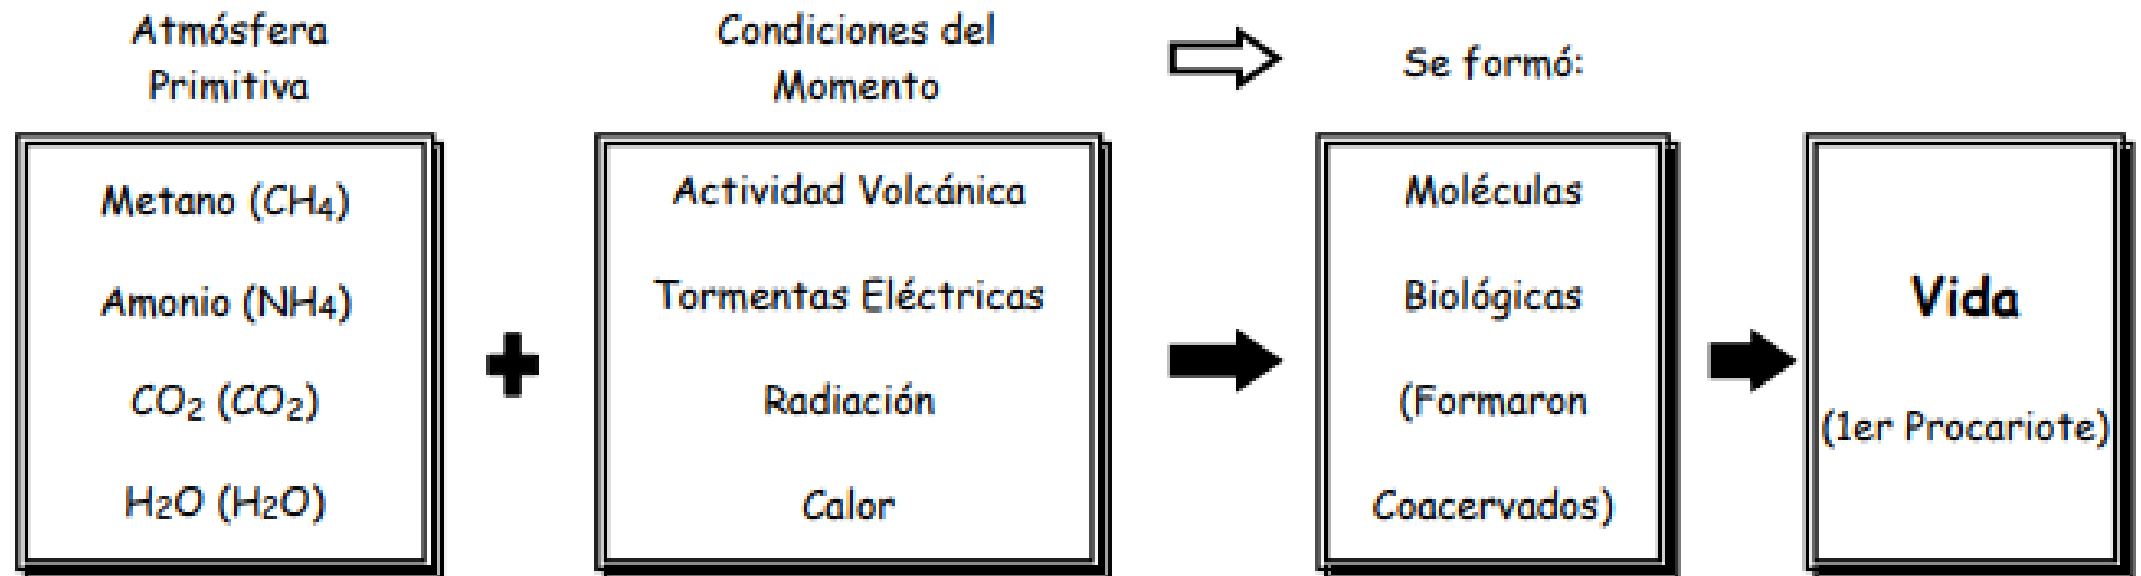 Atmósfera
Primitiva
Condiciones del
Momento
Se formó:
Metano (CH4)
Amonio (NH4)
CO2 (CO2)
H2O (H2O)
Actividad Volcánica
Tormentas Eléctricas
Radiación
Calor
Moléculas
Biológicas
(Formaron
Coacervados)
Vida
(1er Procariote)